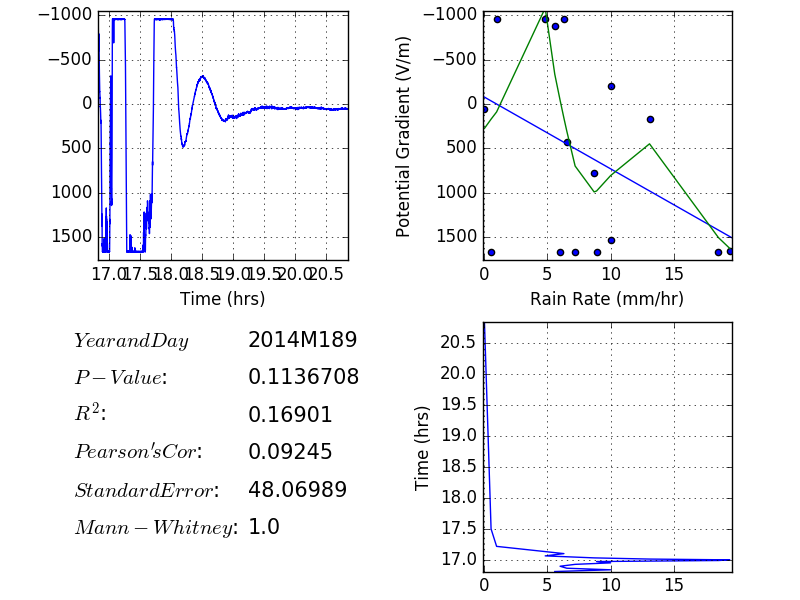 −1000
−500
0
500
1000
1500
17.0 17.5 18.0 18.5 19.0 19.5 20.0 20.5
Time (hrs)
Potential Gradient (V/m)
−1000
−500
0
500
1000
1500
0 5 10 15
Rain Rate (mm/hr)
YearandDay 2014M189
P−Value: 0.1136708
R²: 0.16901
Pearson'sCor: 0.09245
StandardError: 48.06989
Mann−Whitney: 1.0
Time (hrs)
20.5
20.0
19.5
19.0
18.5
18.0
17.5
17.0
0 5 10 15